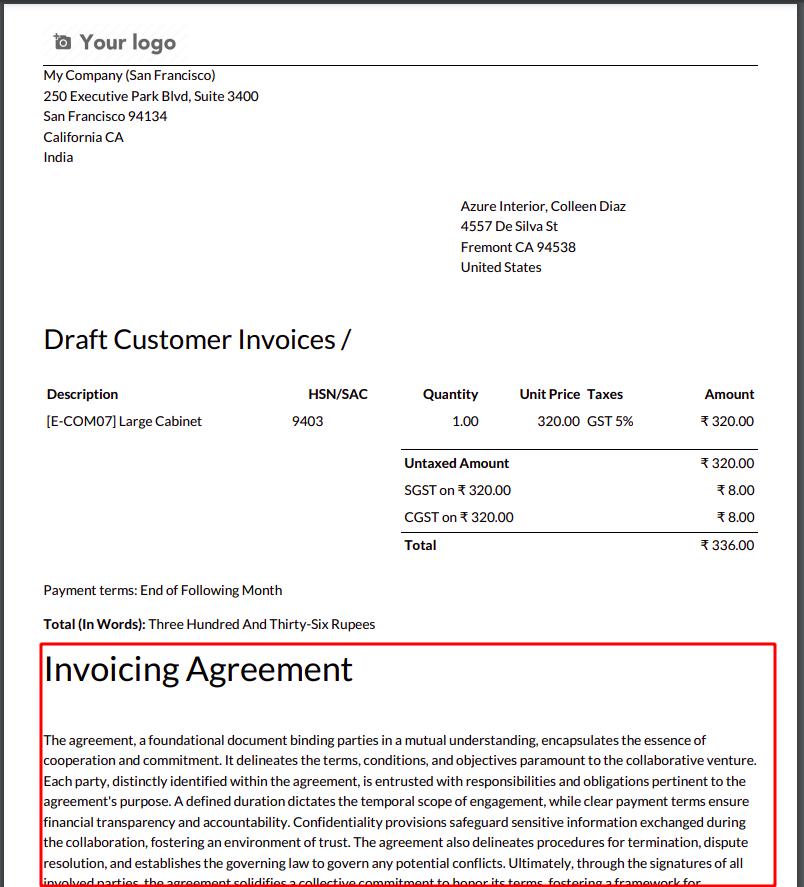 Your logo
My Company (San Francisco)
250 Executive Park Blvd, Suite 3400
San Francisco 94134
California CA
India
Azure Interior, Colleen Diaz
4557 De Silva St
Fremont CA 94538
United States
Draft Customer Invoices /
Description HSN/SAC Quantity Unit Price Taxes Amount
[E-COM07] Large Cabinet 9403 1.00 320.00 GST 5% ₹ 320.00
Untaxed Amount ₹ 320.00
SGST on ₹ 320.00 ₹ 8.00
CGST on ₹ 320.00 ₹ 8.00
Total ₹ 336.00
Payment terms: End of Following Month
Total (In Words): Three Hundred And Thirty-Six Rupees
Invoicing Agreement
The agreement, a foundational document binding parties in a mutual understanding, encapsulates the essence of
cooperation and commitment. It delineates the terms, conditions, and objectives paramount to the collaborative venture.
Each party, distinctly identified within the agreement, is entrusted with responsibilities and obligations pertinent to the
agreement's purpose. A defined duration dictates the temporal scope of engagement, while clear payment terms ensure
financial transparency and accountability. Confidentiality provisions safeguard sensitive information exchanged during
the collaboration, fostering an environment of trust. The agreement also delineates procedures for termination, dispute
resolution, and establishes the governing law to govern any potential conflicts. Ultimately, through the signatures of all
involved parties, the agreement solidifies a collective commitment to honor its terms, fostering a framework for